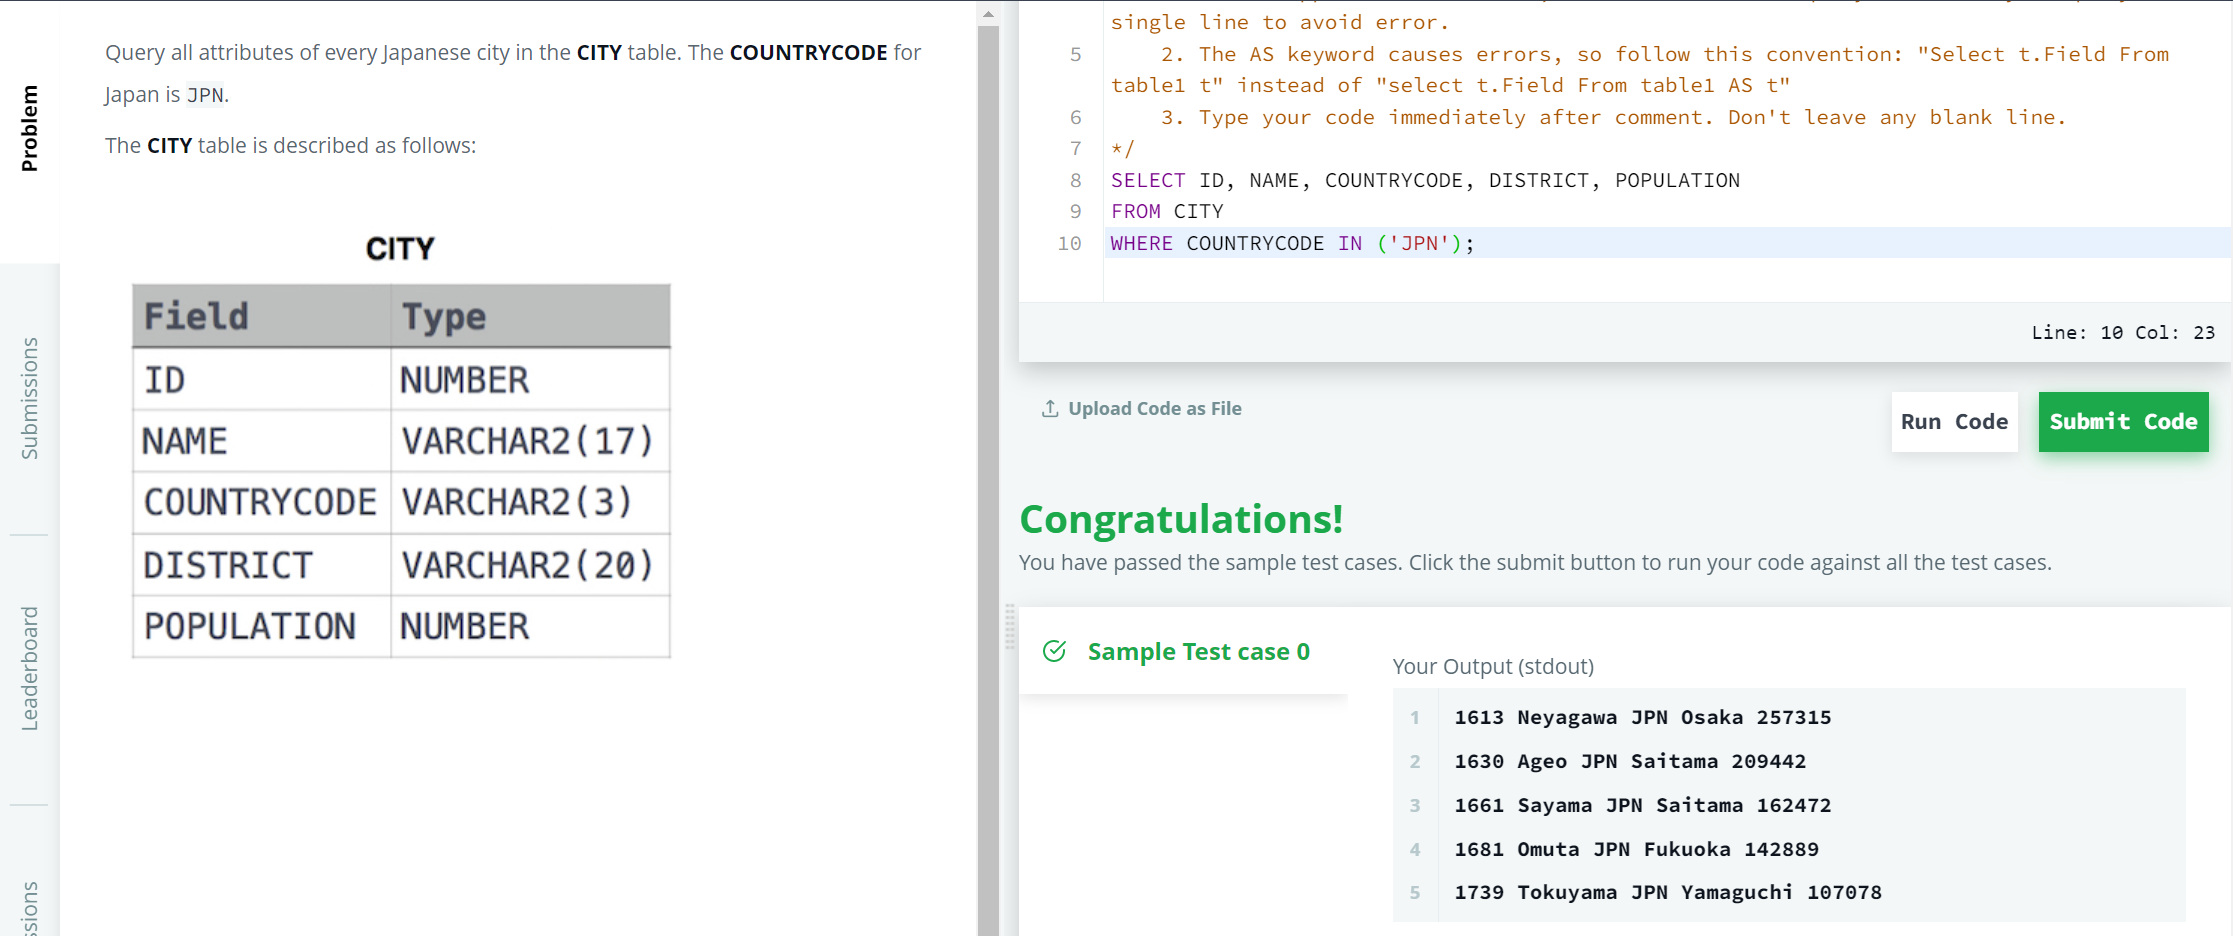 Problem
Submissions
Leaderboard
Query all attributes of every Japanese city in the CITY table. The COUNTRYCODE for
Japan is JPN.
The CITY table is described as follows:
CITY
Field Type
ID NUMBER
NAME VARCHAR2(17)
COUNTRYCODE VARCHAR2(3)
DISTRICT VARCHAR2(20)
POPULATION NUMBER
single line to avoid error.
5 2. The AS keyword causes errors, so follow this convention: "Select t.Field From
table1 t" instead of "select t.Field From table1 AS t"
6 3. Type your code immediately after comment. Don't leave any blank line.
7 */
8 SELECT ID, NAME, COUNTRYCODE, DISTRICT, POPULATION
9 FROM CITY
10 WHERE COUNTRYCODE IN ('JPN');
Line: 10 Col: 23
Upload Code as File
Run Code
Submit Code
Congratulations!
You have passed the sample test cases. Click the submit button to run your code against all the test cases.
Sample Test case 0
Your Output (stdout)
1 1613 Neyagawa JPN Osaka 257315
2 1630 Ageo JPN Saitama 209442
3 1661 Sayama JPN Saitama 162472
4 1681 Omuta JPN Fukuoka 142889
5 1739 Tokuyama JPN Yamaguchi 107078